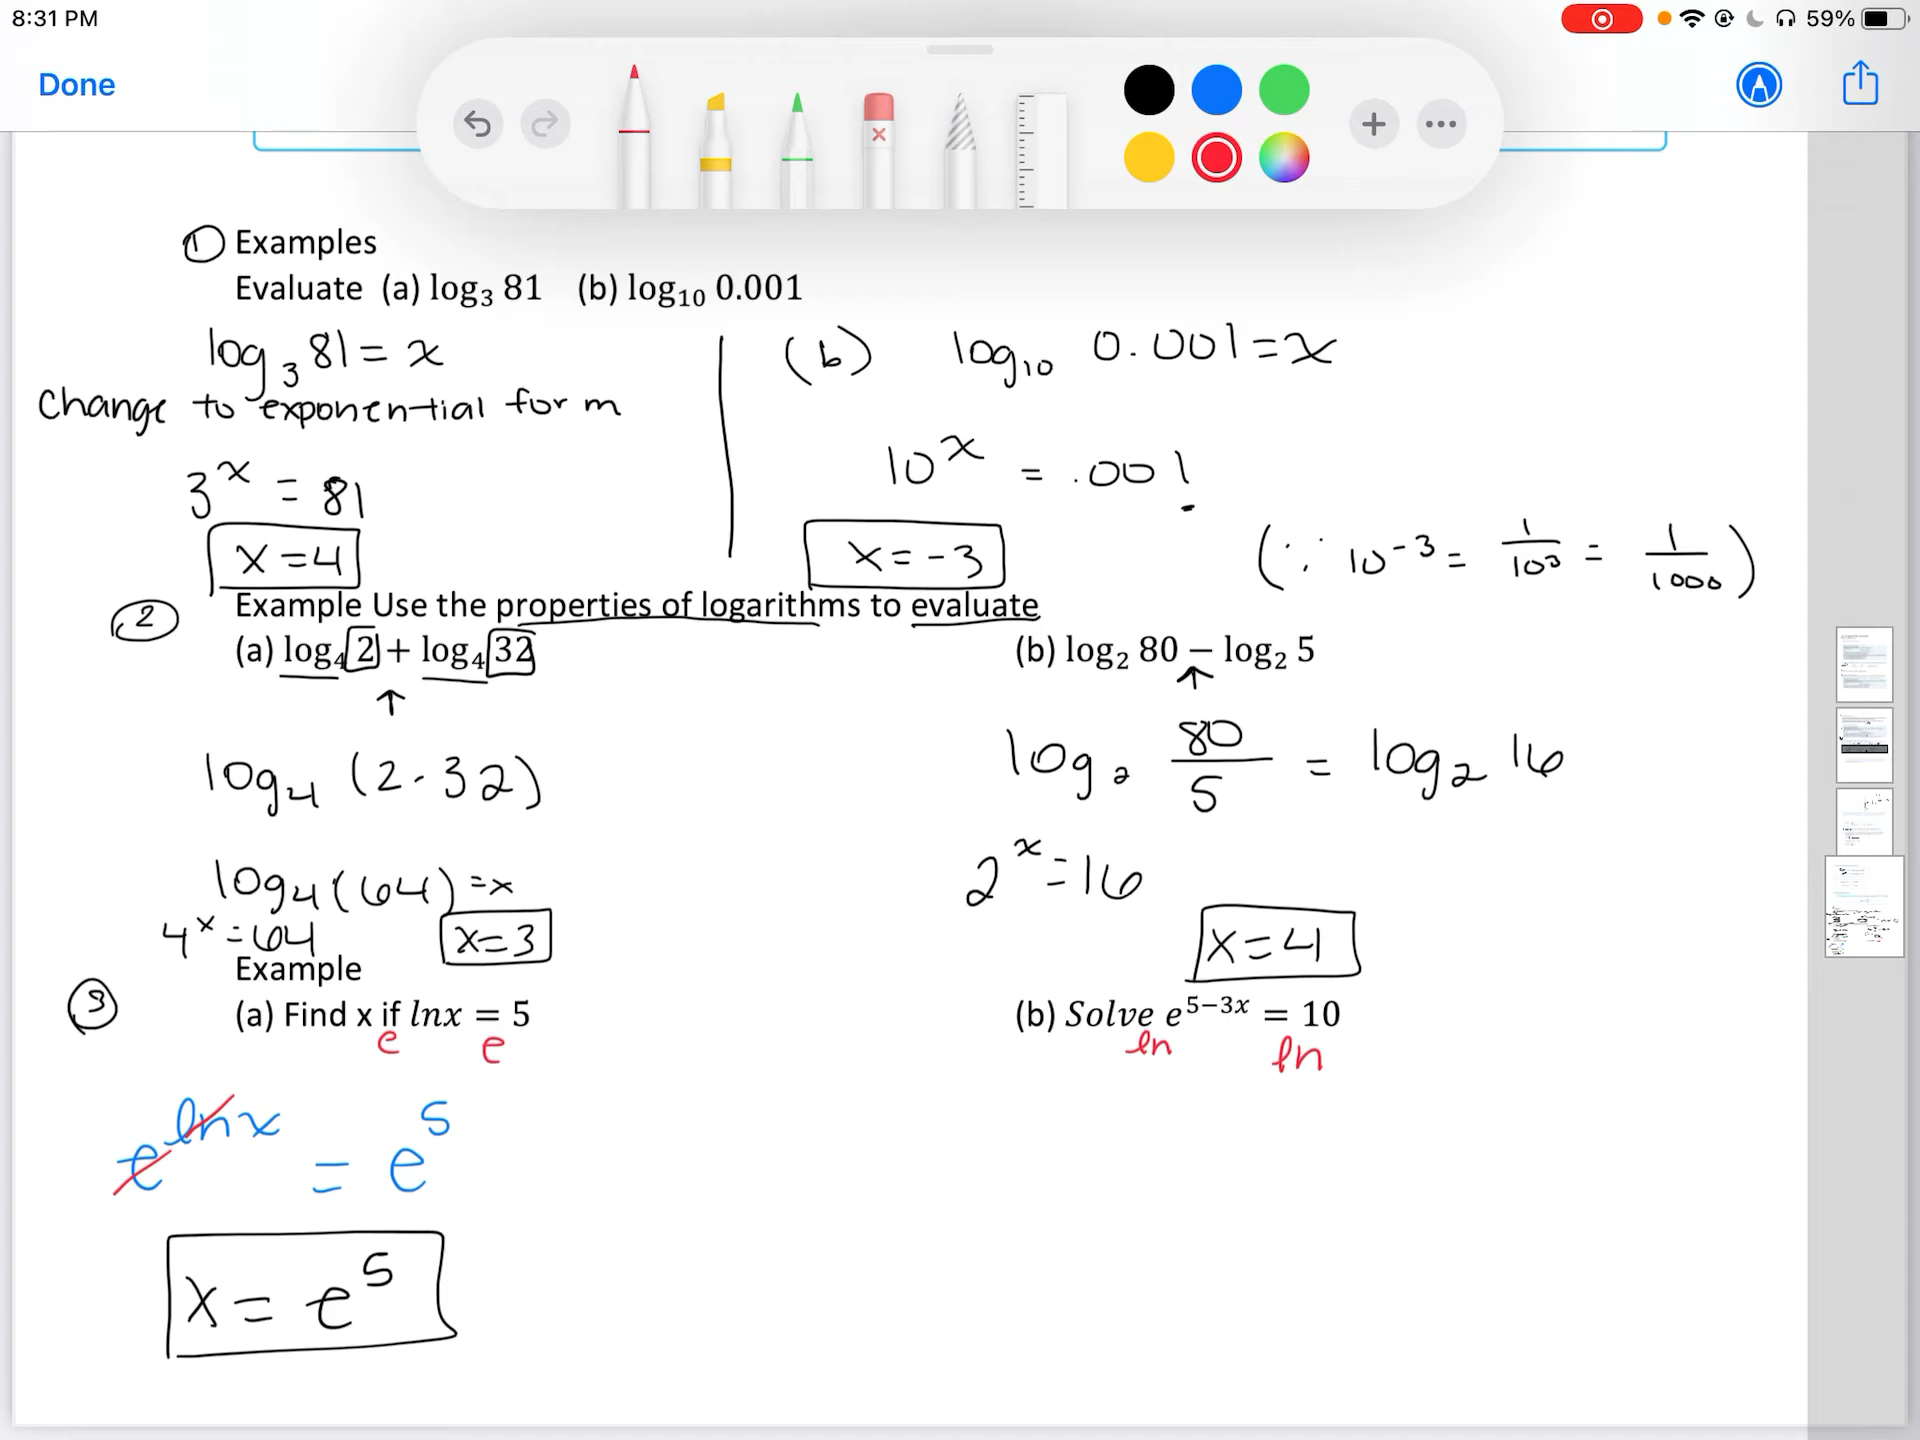 8:31 PM
59%
Done
① Examples
Evaluate (a) log₃ 81 (b) log₁₀ 0.001
log₃ 81 = x
Change to exponential form
3ˣ = 81
x = 4
(b) log₁₀ 0.001 = x
10ˣ = .001
x = -3
(∵ 10⁻³ = 1/10³ = 1/1000)
② Example Use the properties of logarithms to evaluate
(a) log₄ 2 + log₄ 32
(b) log₂ 80 − log₂ 5
↑
log₄ (2·32)
log₄ (64) = x
4ˣ = 64
x = 3
↑
log₂ 80/5 = log₂ 16
2ˣ = 16
x = 4
③ Example
(a) Find x if lnx = 5
e e
(b) Solve e⁵⁻³ˣ = 10
ln ln
e^lnx = e⁵
x = e⁵